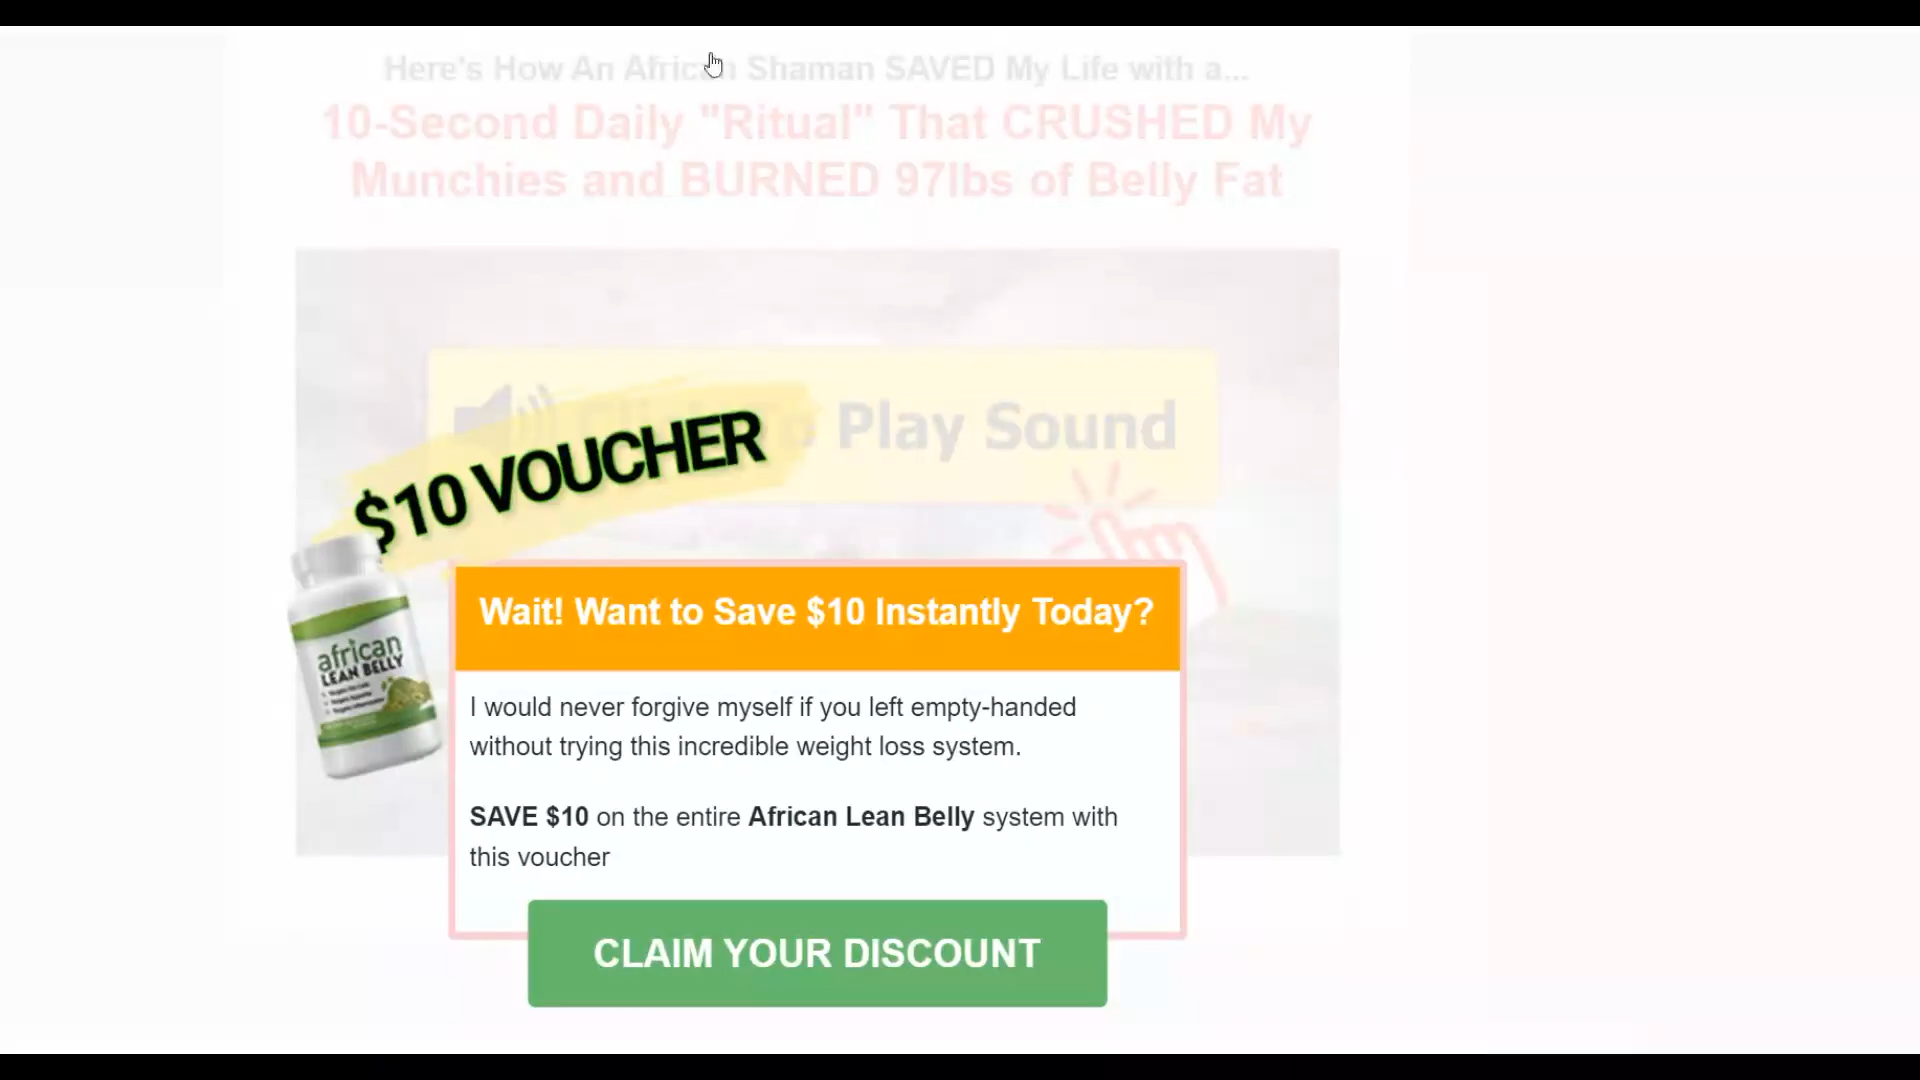 Here's How An African Shaman SAVED My Life with a...
10-Second Daily "Ritual" That CRUSHED My
Munchies and BURNED 97lbs of Belly Fat
Click To Play Sound
$10 VOUCHER
african
LEAN BELLY
Wait! Want to Save $10 Instantly Today?
I would never forgive myself if you left empty-handed
without trying this incredible weight loss system.
SAVE $10 on the entire African Lean Belly system with
this voucher
CLAIM YOUR DISCOUNT